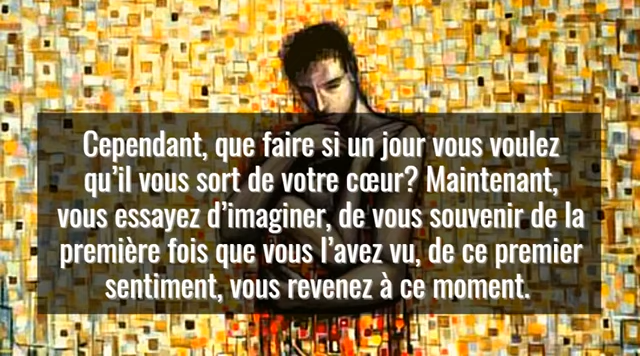 Cependant, que faire si un jour vous voulez
qu'il vous sort de votre cœur? Maintenant,
vous essayez d'imaginer, de vous souvenir de la
première fois que vous l'avez vu, de ce premier
sentiment, vous revenez à ce moment.